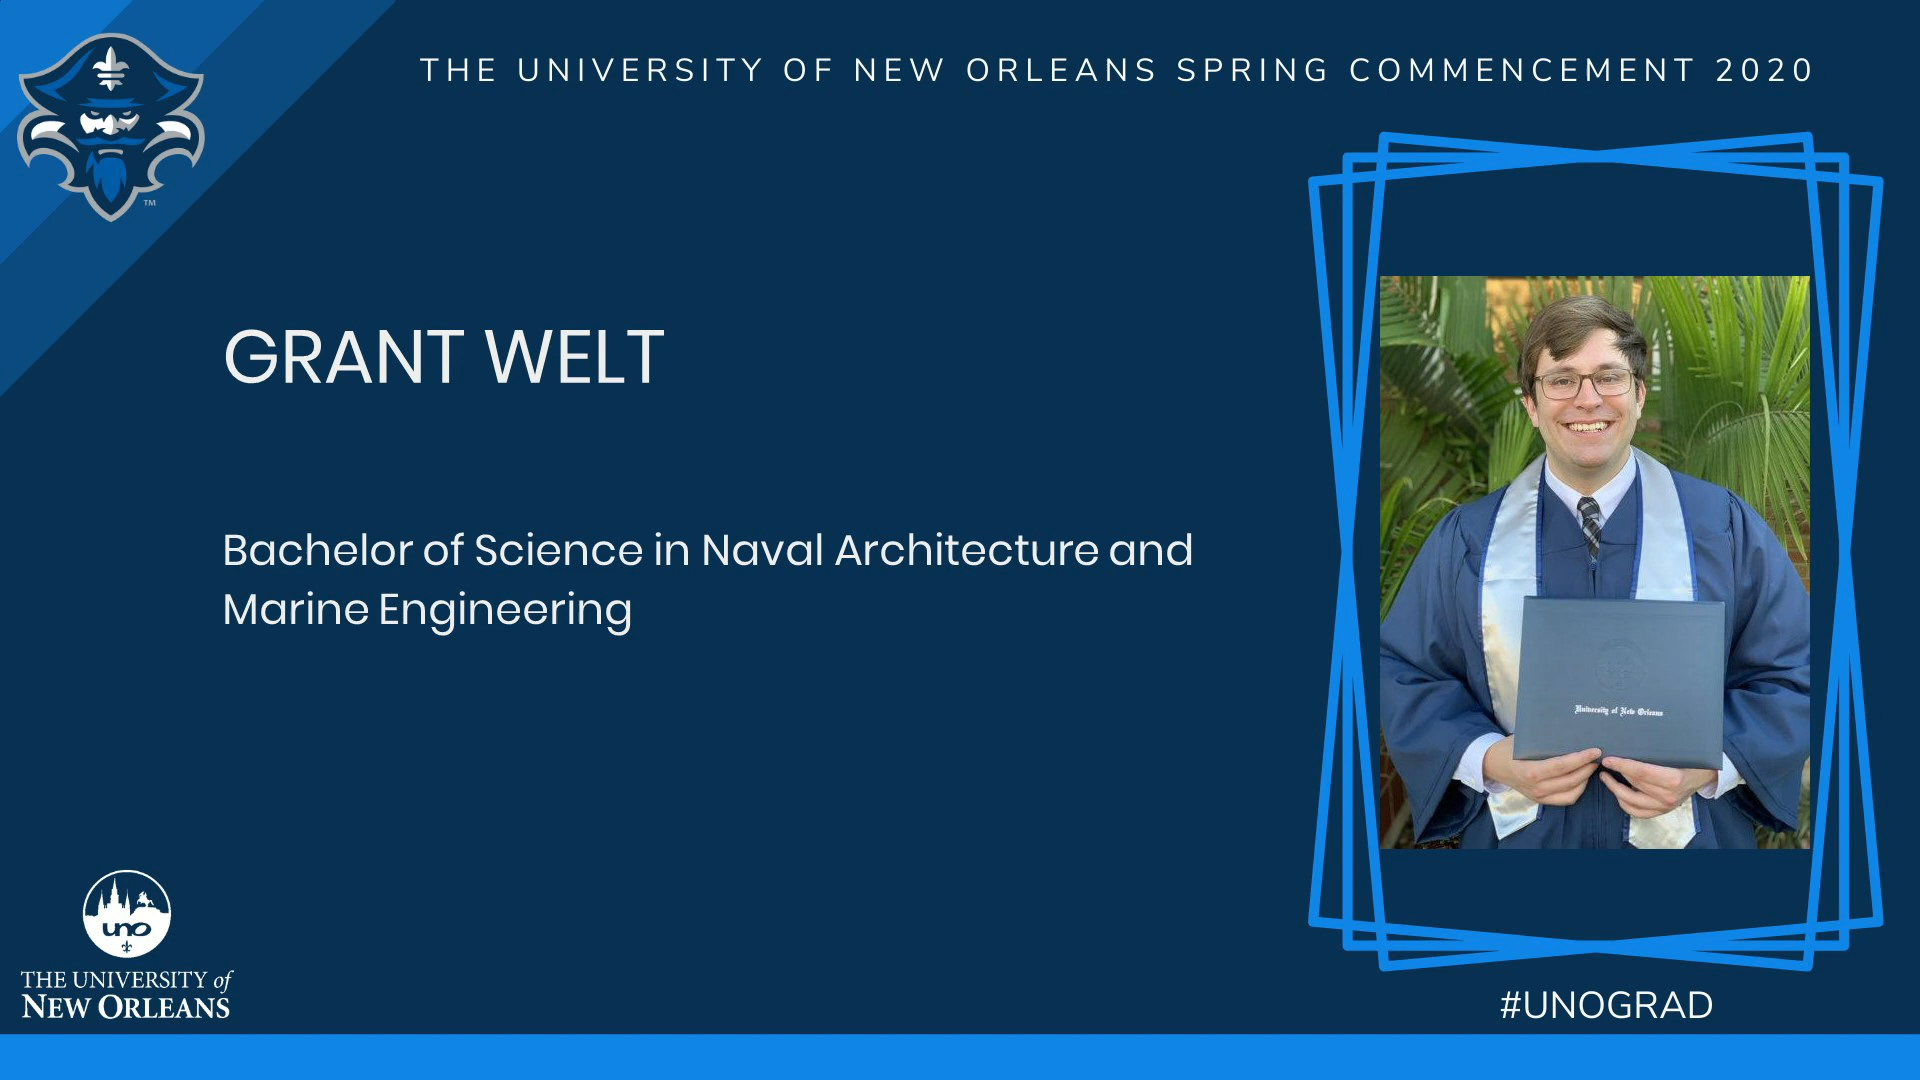 THE UNIVERSITY OF NEW ORLEANS SPRING COMMENCEMENT 2020
TM
GRANT WELT
Bachelor of Science in Naval Architecture and
Marine Engineering
University of New Orleans
uno
THE UNIVERSITY of
NEW ORLEANS
#UNOGRAD